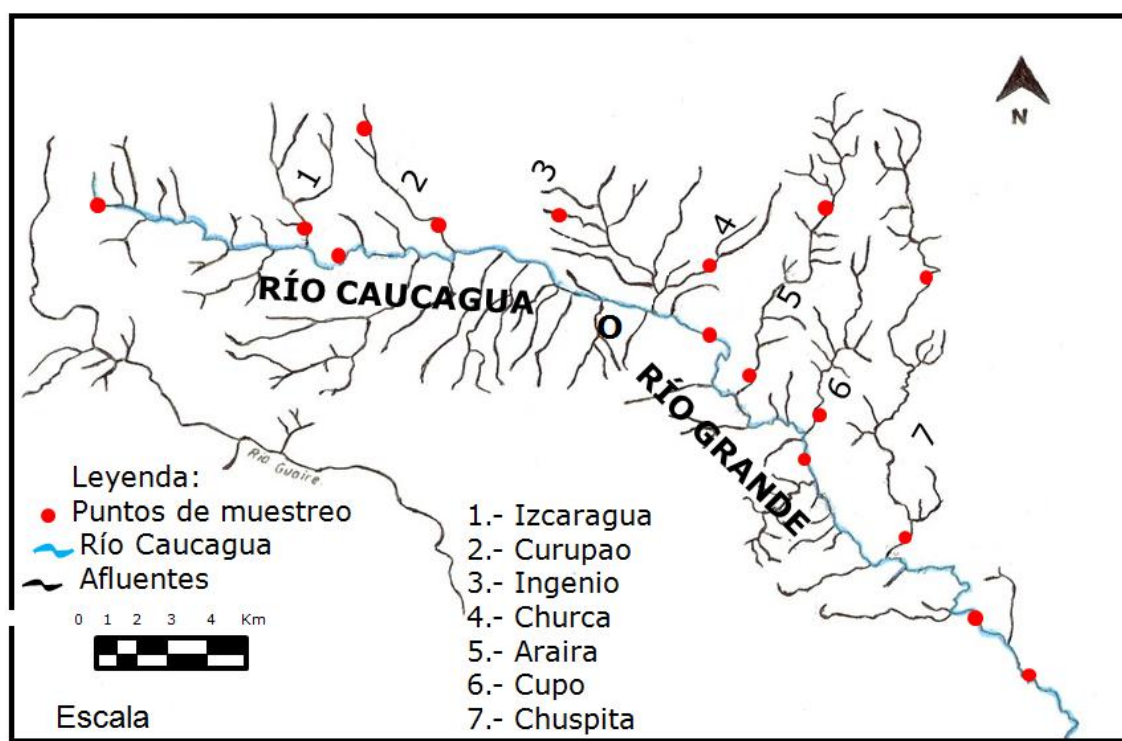 N
1
2
3
4
5
6
7
RÍO CAUCAGUA
O
RÍO GRANDE
Río Guaire.
Leyenda:
Puntos de muestreo
Río Caucagua
Afluentes
0 1 2 3 4 Km
Escala
1.- Izcaragua
2.- Curupao
3.- Ingenio
4.- Churca
5.- Araira
6.- Cupo
7.- Chuspita